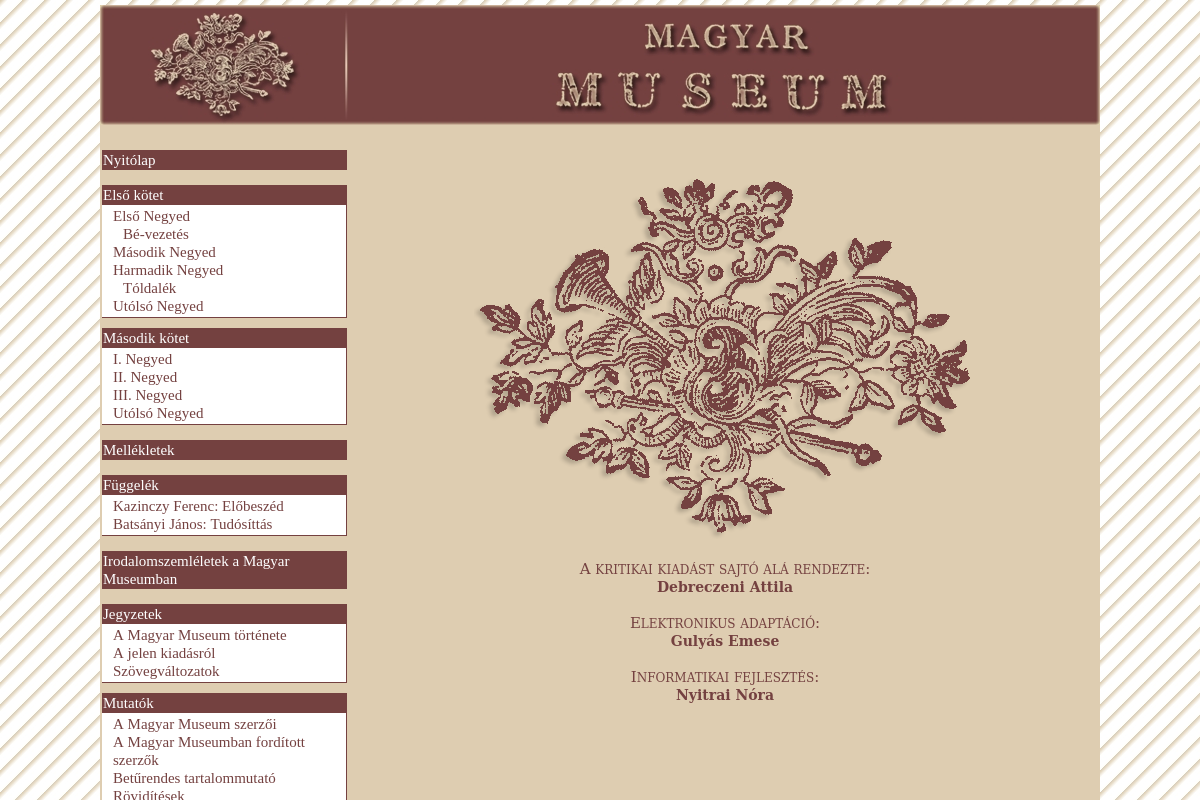 MAGYAR
MUSEUM
Nyitólap
Első kötet
Első Negyed
Bé-vezetés
Második Negyed
Harmadik Negyed
Tóldalék
Utólsó Negyed
Második kötet
I. Negyed
II. Negyed
III. Negyed
Utólsó Negyed
Mellékletek
Függelék
Kazinczy Ferenc: Előbeszéd
Batsányi János: Tudósíttás
Irodalomszemléletek a Magyar
Museumban
Jegyzetek
A Magyar Museum története
A jelen kiadásról
Szövegváltozatok
Mutatók
A Magyar Museum szerzői
A Magyar Museumban fordított
szerzők
Betűrendes tartalommutató
Rövidítések
A kritikai kiadást sajtó alá rendezte:
Debreczeni Attila
Elektronikus adaptáció:
Gulyás Emese
Informatikai fejlesztés:
Nyitrai Nóra